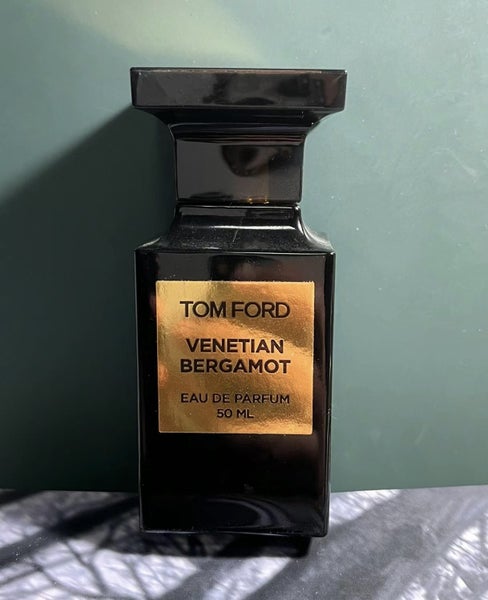 TOM FORD
VENETIAN
BERGAMOT
EAU DE PARFUM
50 ML